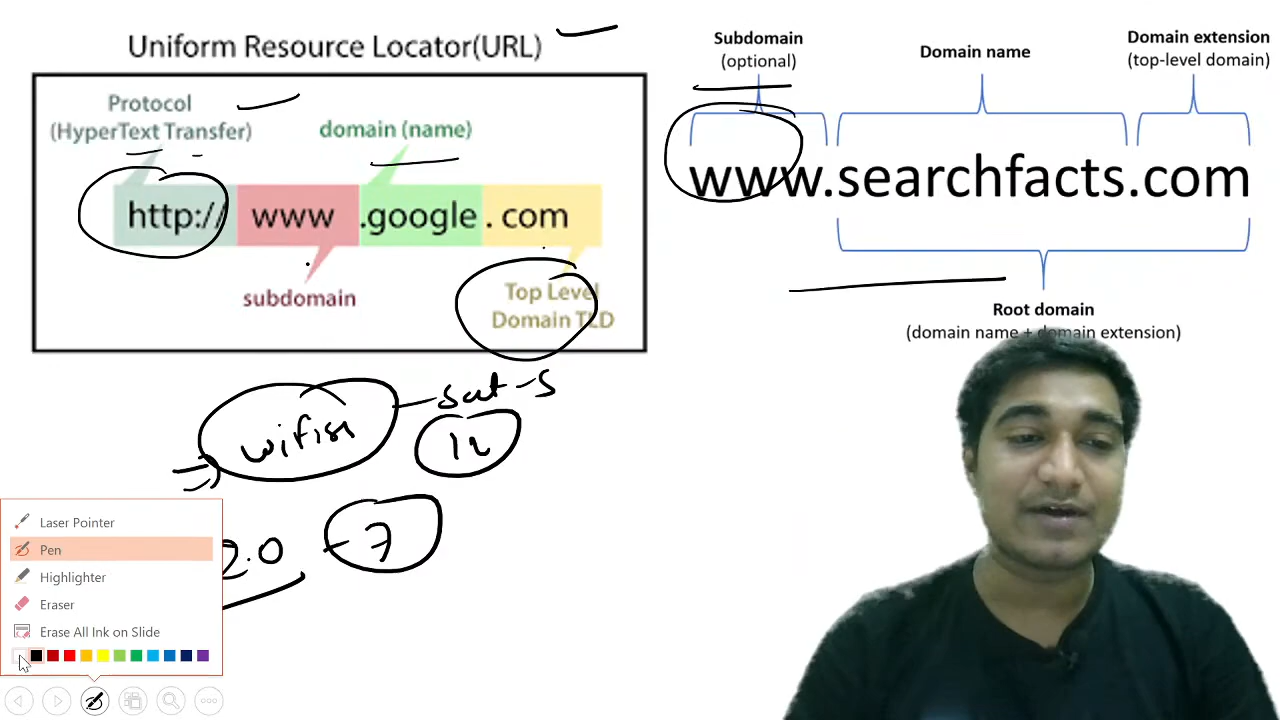 Uniform Resource Locator(URL)
Protocol
(HyperText Transfer)
domain (name)
http:// www .google . com
subdomain
Top Level
Domain TLD
Subdomain
(optional)
Domain name
Domain extension
(top-level domain)
www.searchfacts.com
Root domain
(domain name + domain extension)
sat-s
2.0 - 7
Laser Pointer
Pen
Highlighter
Eraser
Erase All Ink on Slide